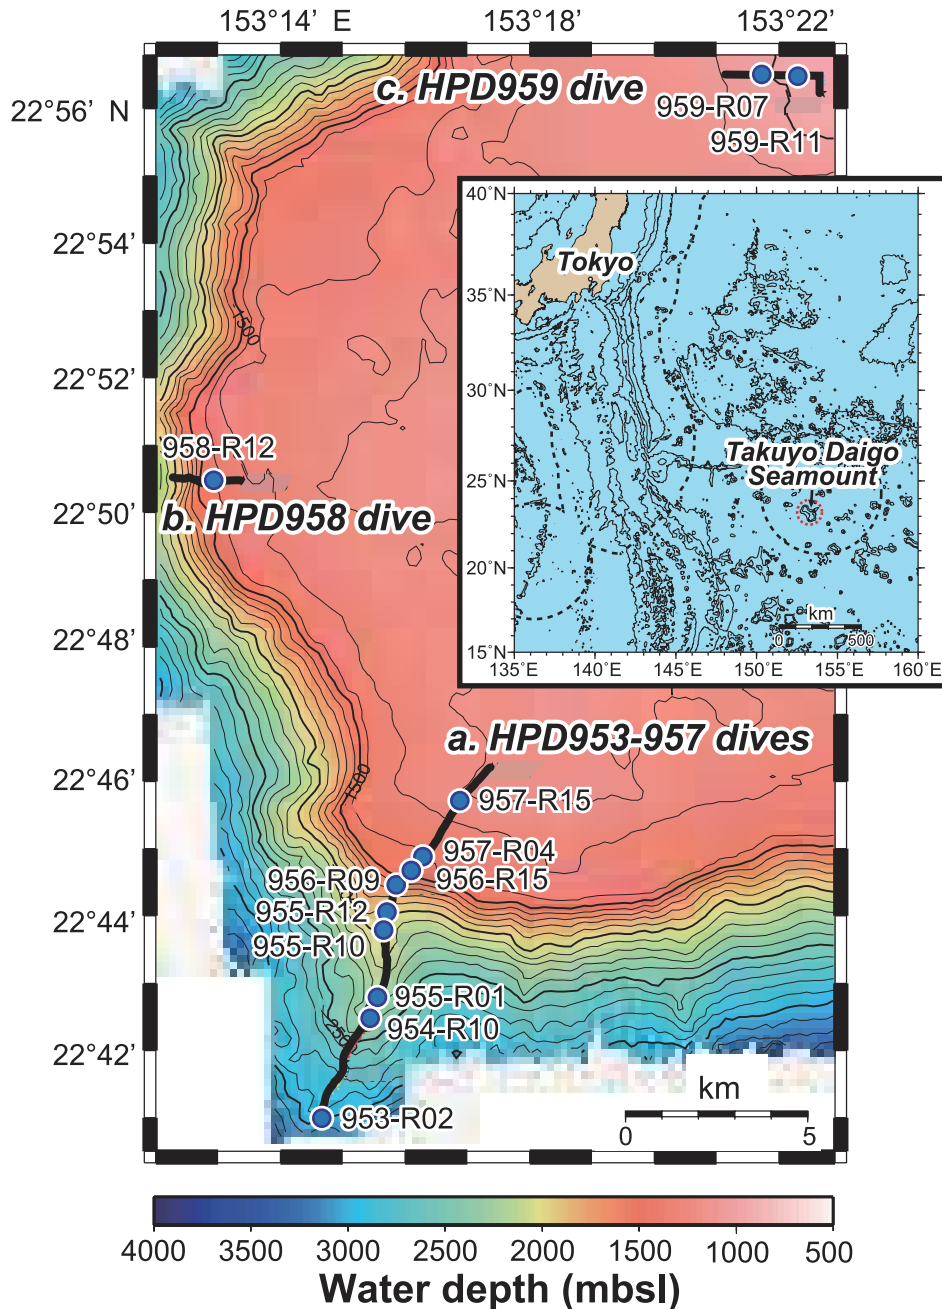 153°14′ E
153°18′
153°22′
c. HPD959 dive
22°56′ N
959-R07
959-R11
40˚N
22°54′
Tokyo
35˚N
1500
22°52′
30˚N
958-R12
Takuyo Daigo
Seamount
25˚N
22°50′
b. HPD958 dive
20˚N
22°48′
km
0 500
15˚N
135˚E 140˚E 145˚E 150˚E 155˚E 160˚E
a. HPD953-957 dives
22°46′
1500
957-R15
957-R04
956-R09
956-R15
22°44′
955-R12
955-R10
955-R01
954-R10
2500
22°42′
km
953-R02
0 5
4000 3500 3000 2500 2000 1500 1000 500
Water depth (mbsl)